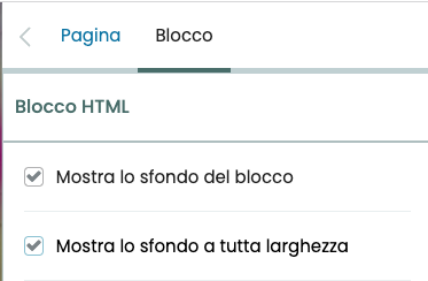 Pagina Blocco
Blocco HTML
Mostra lo sfondo del blocco
Mostra lo sfondo a tutta larghezza